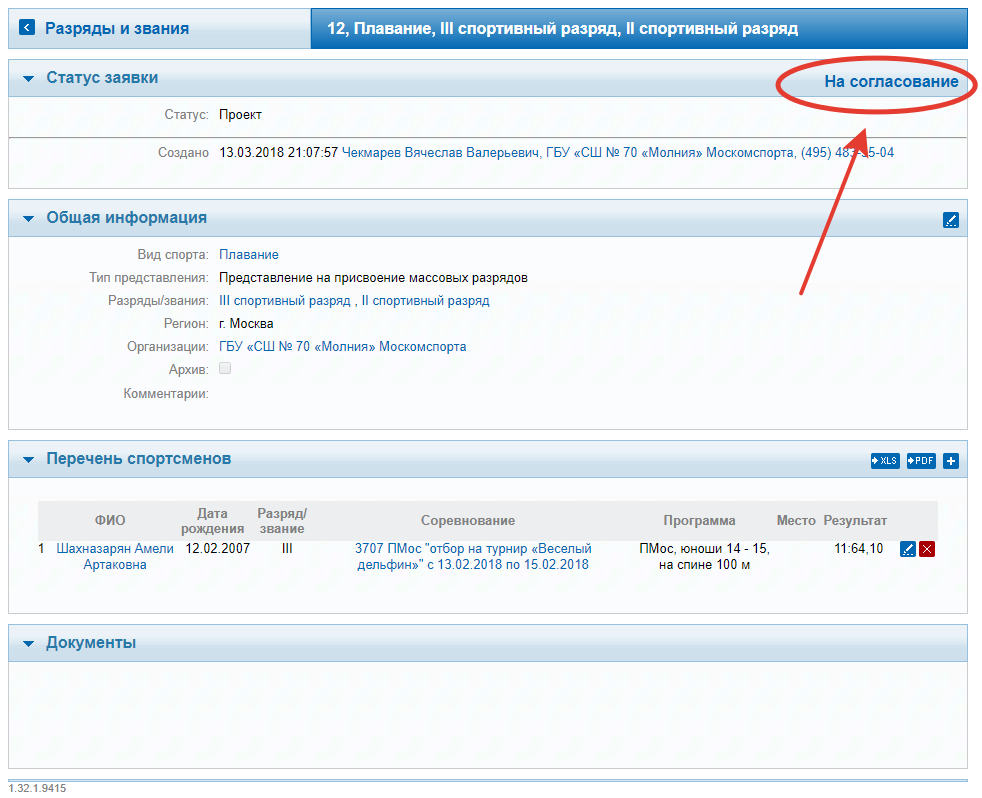 Разряды и звания
12, Плавание, III спортивный разряд, II спортивный разряд
Статус заявки
На согласование
Статус: Проект
Создано 13.03.2018 21:07:57 Чекмарев Вячеслав Валерьевич, ГБУ «СШ № 70 «Молния» Москомспорта, (495)
Общая информация
Вид спорта: Плавание
Тип представления: Представление на присвоение массовых разрядов
Разряды/звания: III спортивный разряд , II спортивный разряд
Регион: г. Москва
Организации: ГБУ «СШ № 70 «Молния» Москомспорта
Архив:
Комментарии:
Перечень спортсменов
XLS PDF
ФИО Дата рождения Разряд/ звание Соревнование Программа Место Результат
1 Шахназарян Амели Артаковна 12.02.2007 III 3707 ПМос "отбор на турнир «Веселый дельфин»" с 13.02.2018 по 15.02.2018 ПМос, юноши 14 - 15, на спине 100 м 11:64,10
Документы
1.32.1.9415